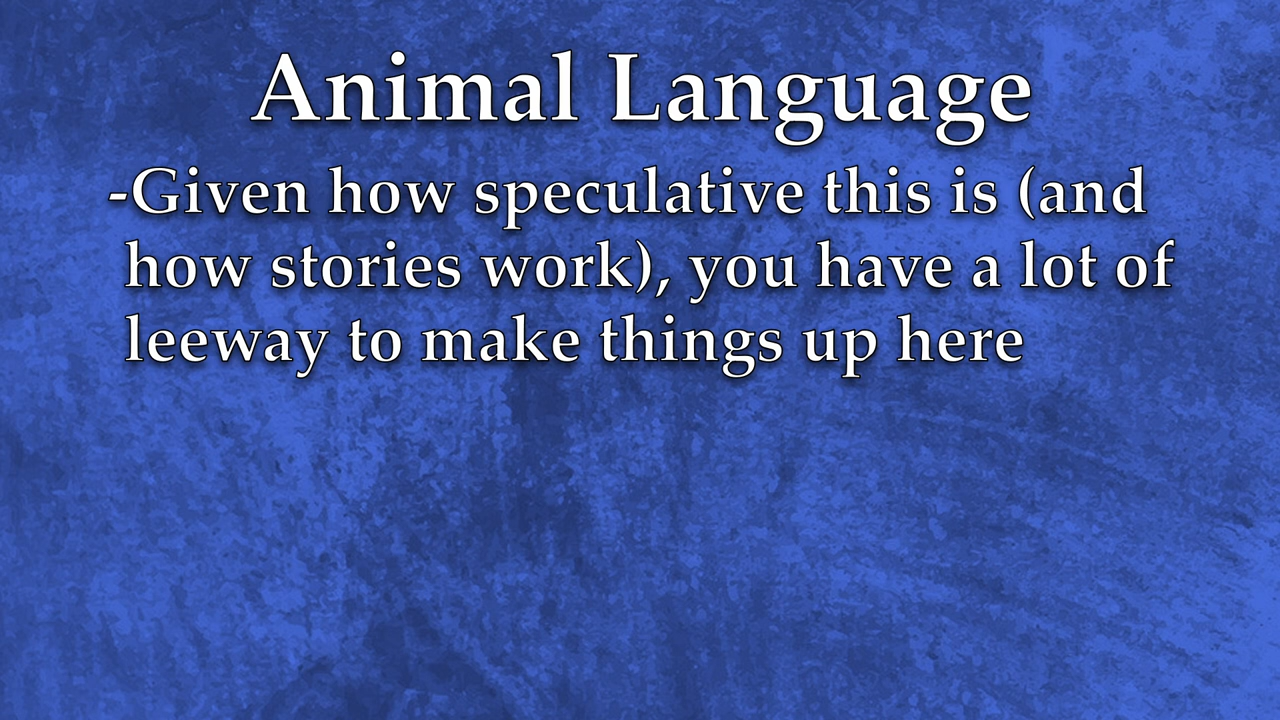 Animal Language
-Given how speculative this is (and
how stories work), you have a lot of
leeway to make things up here